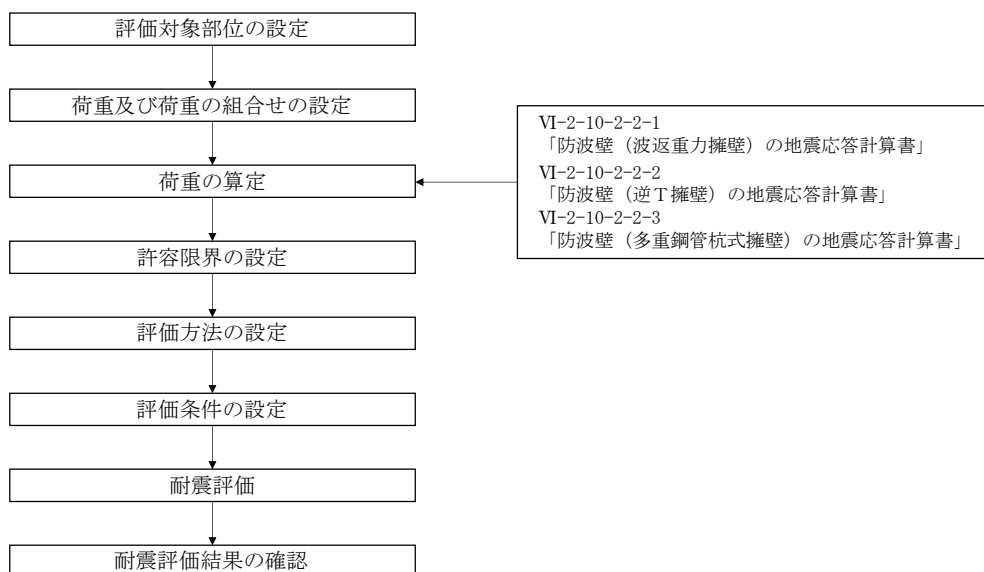 評価対象部位の設定
荷重及び荷重の組合せの設定
荷重の算定
Ⅵ-2-10-2-2-1
「防波壁（波返重力擁壁）の地震応答計算書」
Ⅵ-2-10-2-2-2
「防波壁（逆Ｔ擁壁）の地震応答計算書」
Ⅵ-2-10-2-2-3
「防波壁（多重鋼管杭式擁壁）の地震応答計算書」
許容限界の設定
評価方法の設定
評価条件の設定
耐震評価
耐震評価結果の確認